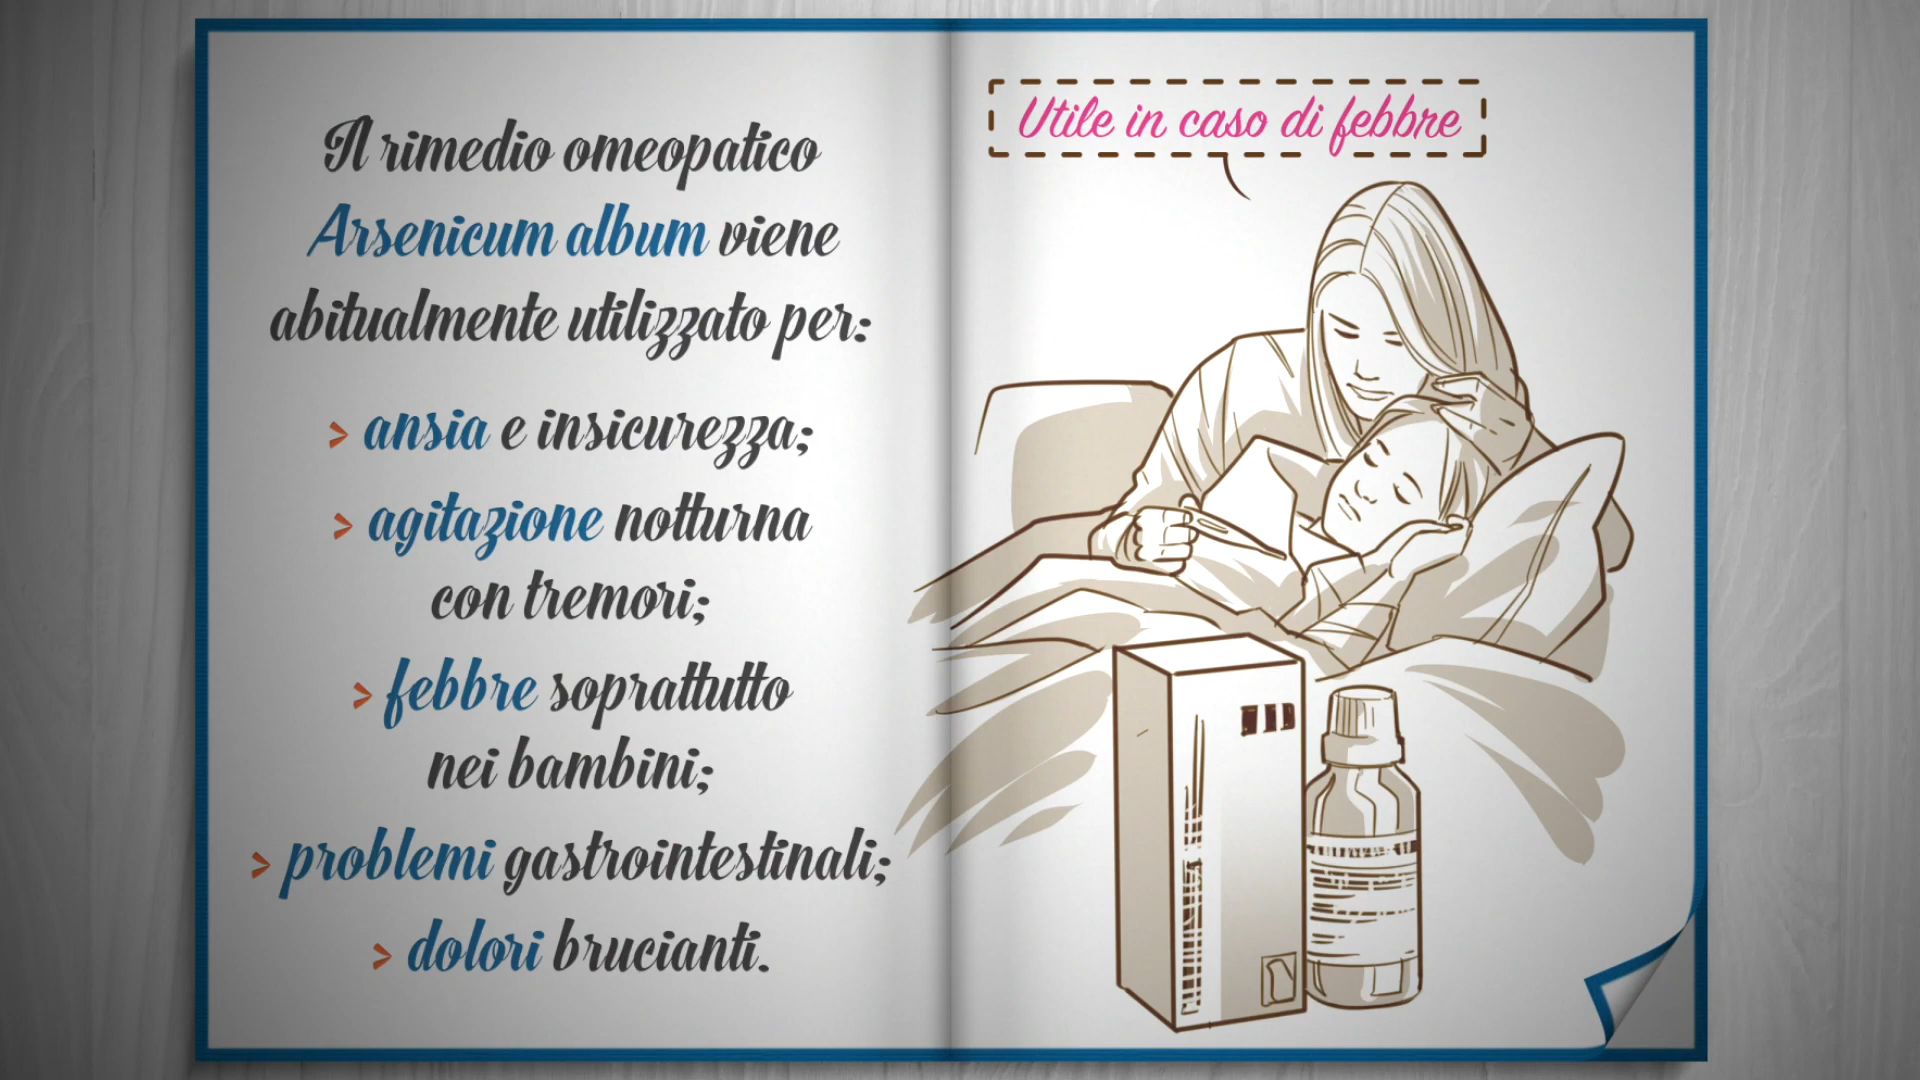 Il rimedio omeopatico
Arsenicum album viene
abitualmente utilizzato per:
> ansia e insicurezza;
> agitazione notturna
con tremori;
> febbre soprattutto
nei bambini;
> problemi gastrointestinali;
> dolori brucianti.
Utile in caso di febbre